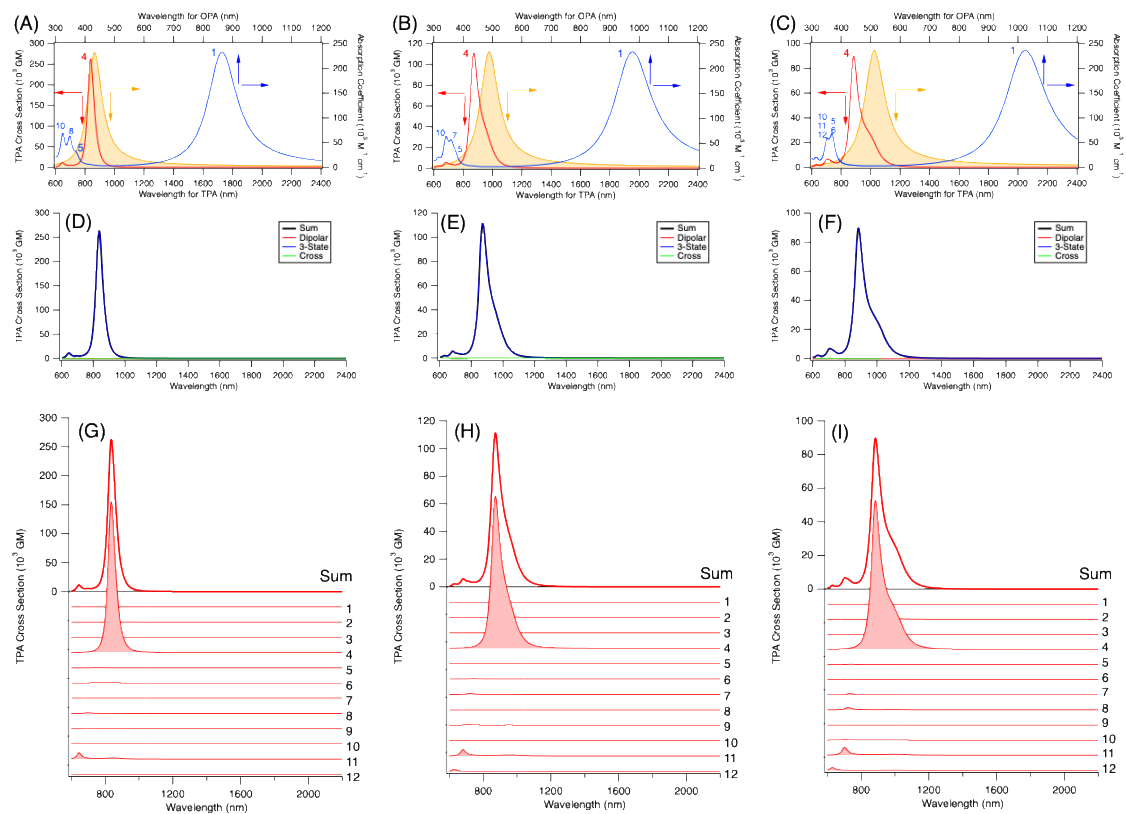 (A)
Wavelength for OPA (nm)
300 400 500 600 700 800 900 1000 1100 1200
TPA Cross Section (10³ GM)
300
250
200
150
100
50
0
250
200
150
100
50
0
Absorption Coefficient (10³ M⁻¹ cm⁻¹)
4
1
10
8
5
600 800 1000 1200 1400 1600 1800 2000 2200 2400
Wavelength for TPA (nm)
(B)
Wavelength for OPA (nm)
300 400 500 600 700 800 900 1000 1100 1200
TPA Cross Section (10³ GM)
120
100
80
60
40
20
0
250
200
150
100
50
0
Absorption Coefficient (10³ M⁻¹ cm⁻¹)
4
1
10
7
5
600 800 1000 1200 1400 1600 1800 2000 2200 2400
Wavelength for TPA (nm)
(C)
Wavelength for OPA (nm)
300 400 500 600 700 800 900 1000 1100 1200
TPA Cross Section (10³ GM)
100
80
60
40
20
0
250
200
150
100
50
0
Absorption Coefficient (10³ M⁻¹ cm⁻¹)
4
1
10
11
12
5
6
600 800 1000 1200 1400 1600 1800 2000 2200 2400
Wavelength for TPA (nm)
(D)
TPA Cross Section (10³ GM)
300
250
200
150
100
50
0
Sum
Dipolar
3-State
Cross
600 800 1000 1200 1400 1600 1800 2000 2200 2400
Wavelength (nm)
(E)
TPA Cross Section (10³ GM)
120
100
80
60
40
20
0
Sum
Dipolar
3-State
Cross
600 800 1000 1200 1400 1600 1800 2000 2200 2400
Wavelength (nm)
(F)
TPA Cross Section (10³ GM)
100
80
60
40
20
0
Sum
Dipolar
3-State
Cross
600 800 1000 1200 1400 1600 1800 2000 2200 2400
Wavelength (nm)
(G)
TPA Cross Section (10³ GM)
300
250
200
150
100
50
0
Sum
1
2
3
4
5
6
7
8
9
10
11
12
800 1200 1600 2000
Wavelength (nm)
(H)
TPA Cross Section (10³ GM)
120
100
80
60
40
20
0
Sum
1
2
3
4
5
6
7
8
9
10
11
12
800 1200 1600 2000
Wavelength (nm)
(I)
TPA Cross Section (10³ GM)
100
80
60
40
20
0
Sum
1
2
3
4
5
6
7
8
9
10
11
12
800 1200 1600 2000
Wavelength (nm)